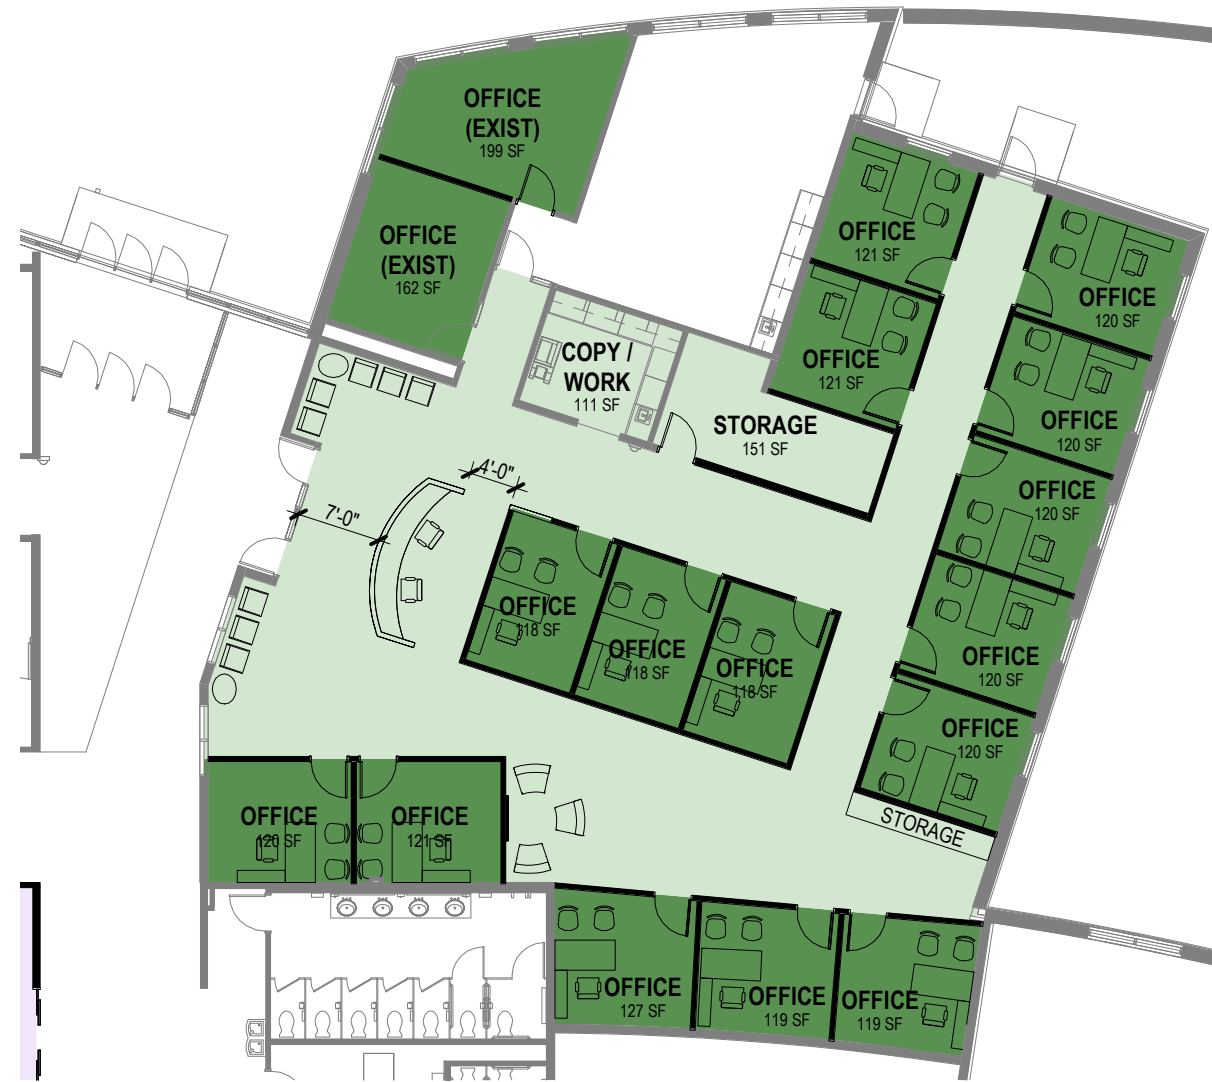 OFFICE
(EXIST)
199 SF
OFFICE
(EXIST)
162 SF
OFFICE
121 SF
OFFICE
120 SF
COPY /
WORK
111 SF
OFFICE
121 SF
OFFICE
120 SF
STORAGE
151 SF
4'-0"
7'-0"
OFFICE
120 SF
OFFICE
118 SF
OFFICE
118 SF
OFFICE
118 SF
OFFICE
120 SF
OFFICE
120 SF
STORAGE
OFFICE
120 SF
OFFICE
121 SF
OFFICE
127 SF
OFFICE
119 SF
OFFICE
119 SF